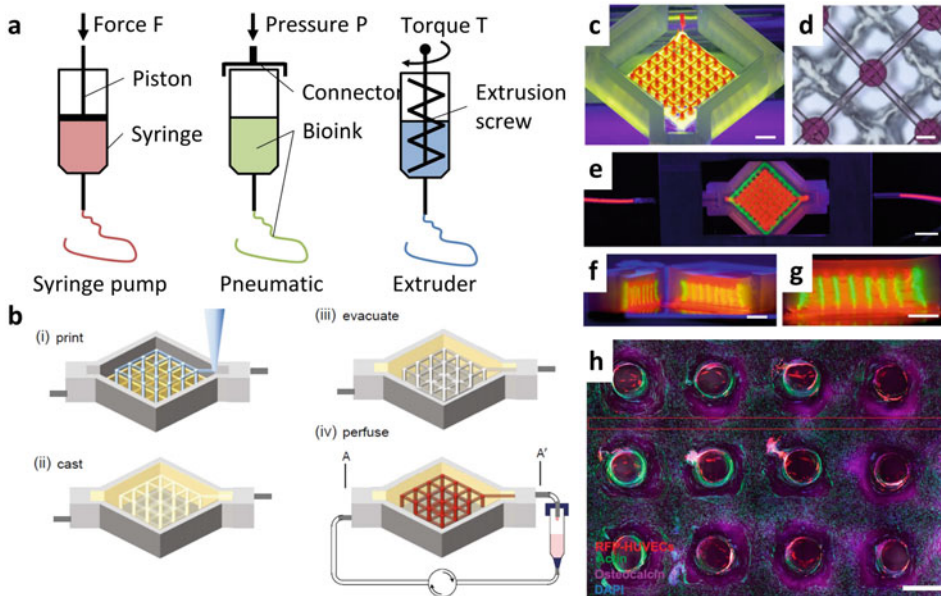 a
Force F
Pressure P
Torque T
Piston
Connector
Extrusion
screw
Syringe
Bioink
Syringe pump
Pneumatic
Extruder
b
(i) print
(ii) cast
(iii) evacuate
(iv) perfuse
A
A'
c
d
e
f
g
h
RFP-HUVECs
Actin
Osteocalcin
DAPI